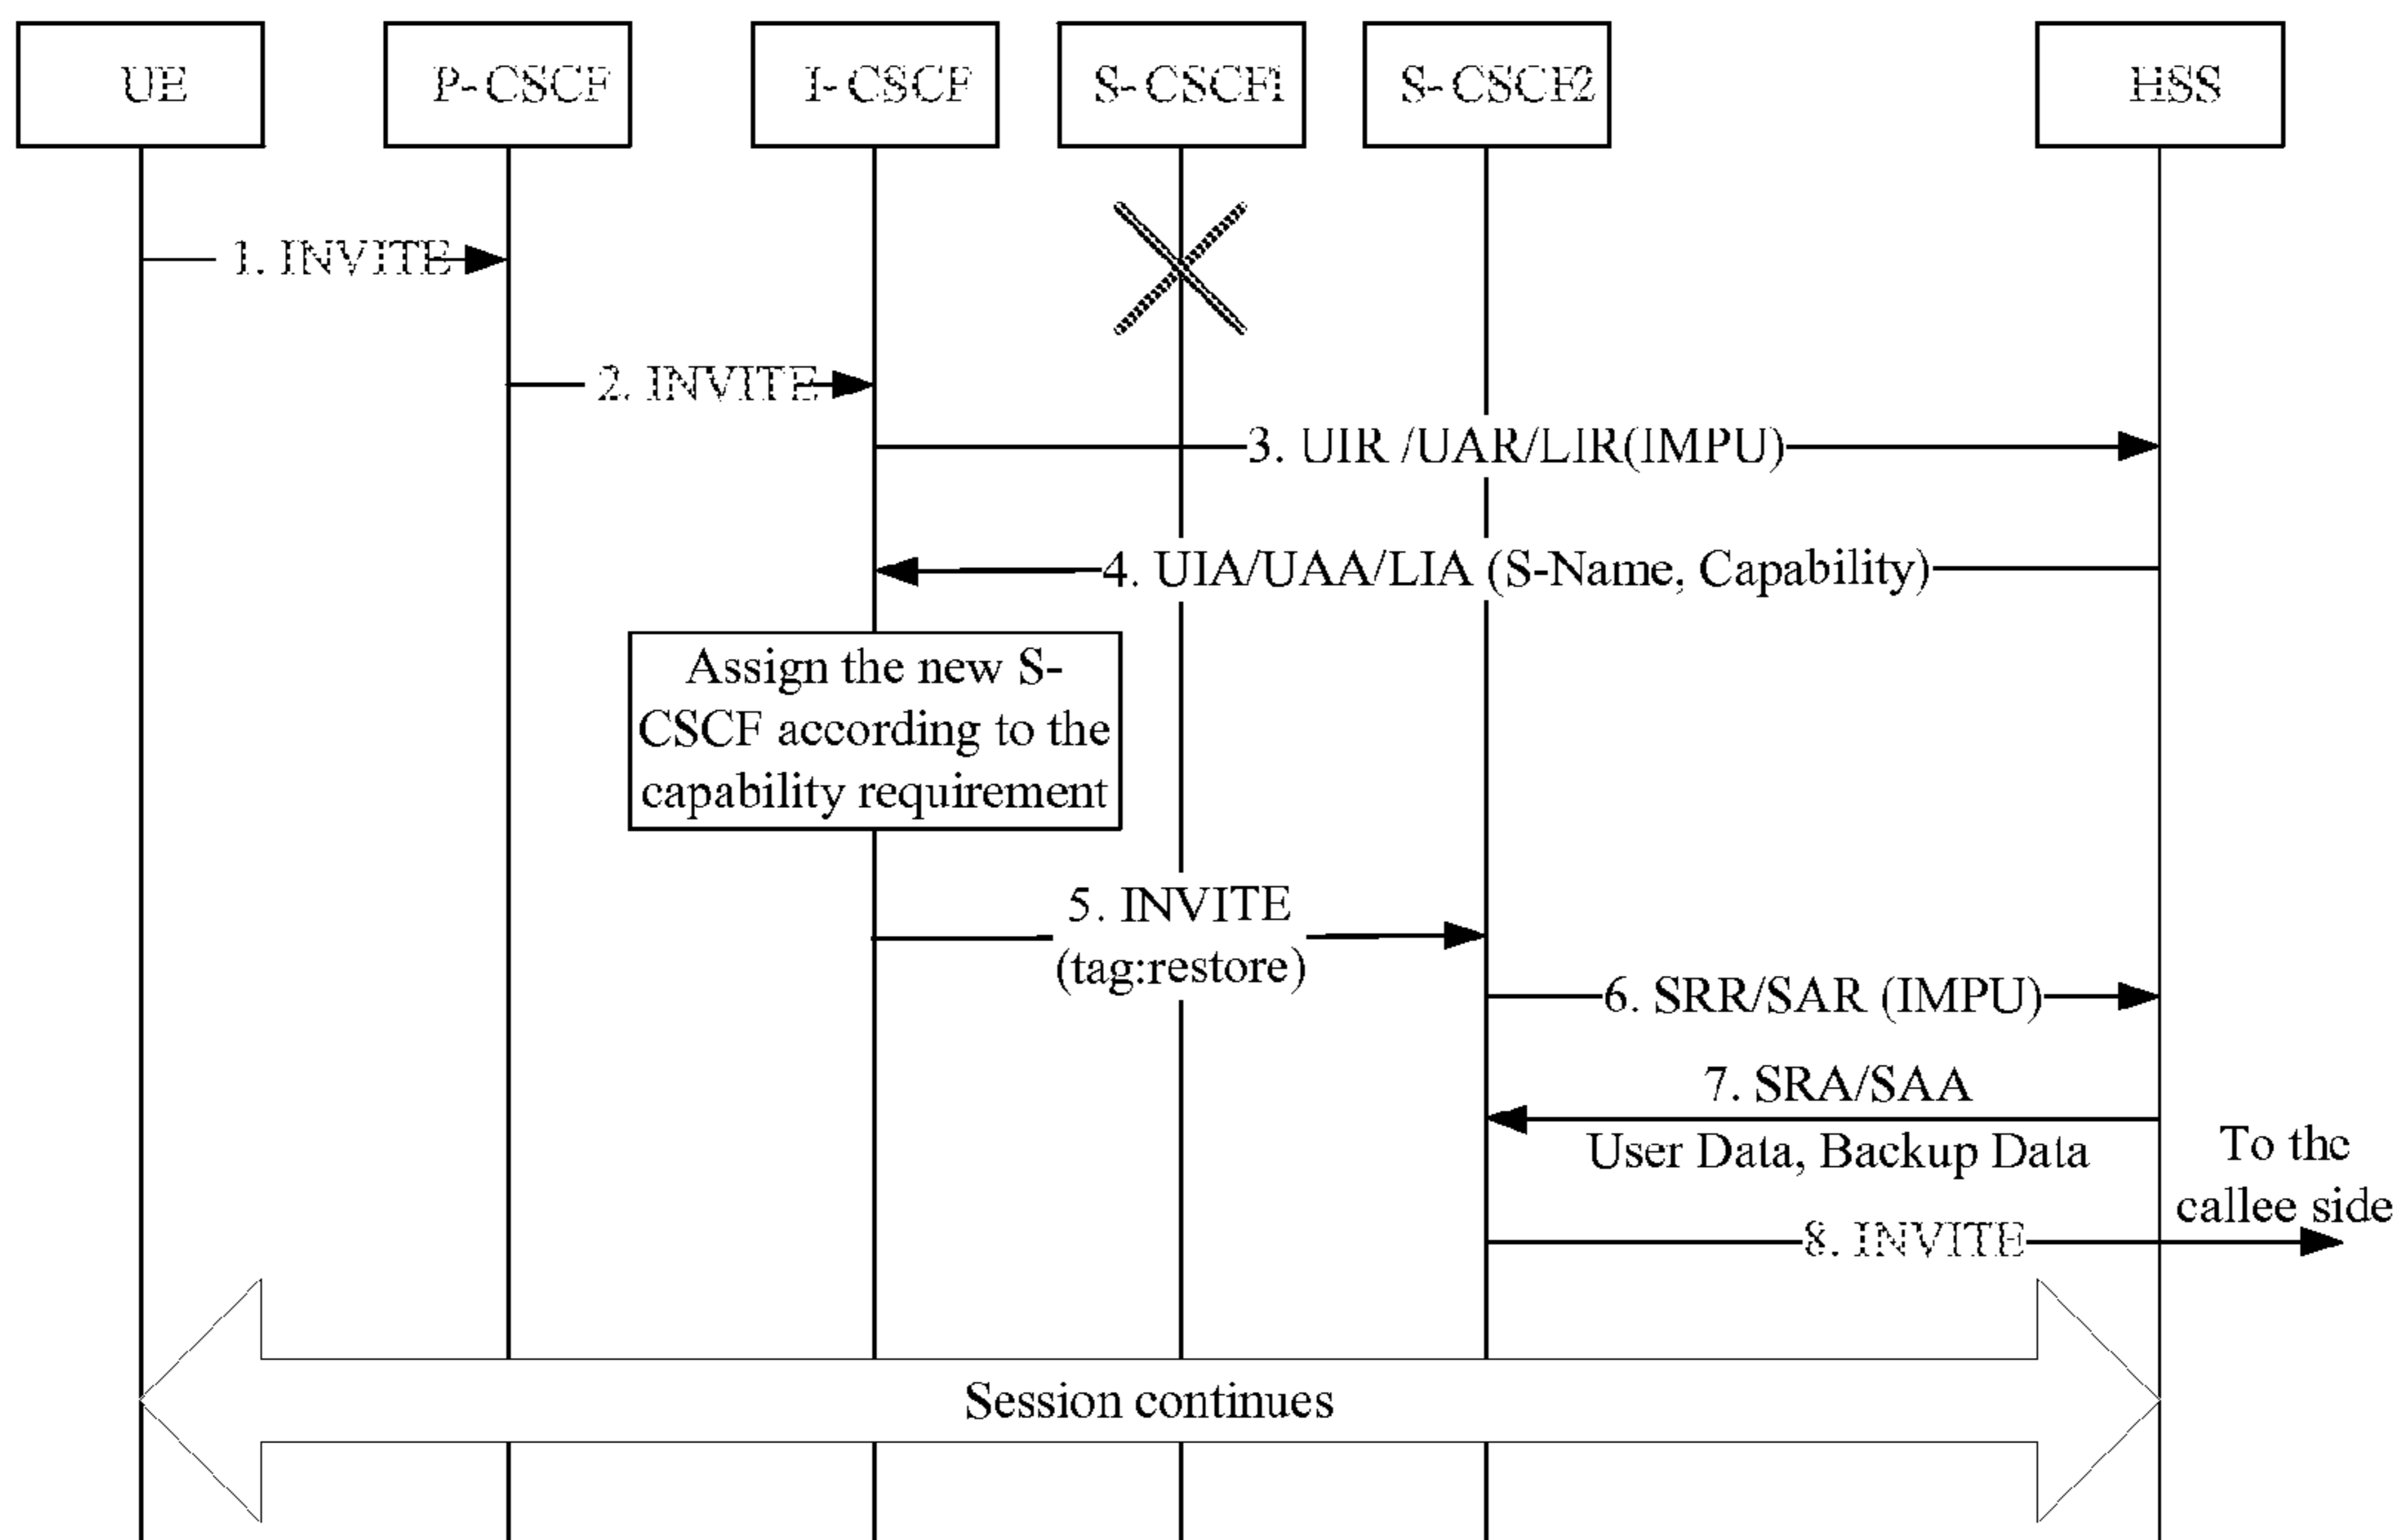 UE
P-CSCF
I-CSCF
S-CSCF1
S-CSCF2
HSS
1. INVITE
2. INVITE
3. UIR /UAR/LIR(IMPU)
4. UIA/UAA/LIA (S-Name, Capability)
Assign the new S-
CSCF according to the
capability requirement
5. INVITE
(tag:restore)
6. SRR/SAR (IMPU)
7. SRA/SAA
User Data, Backup Data
To the
callee side
8. INVITE
Session continues